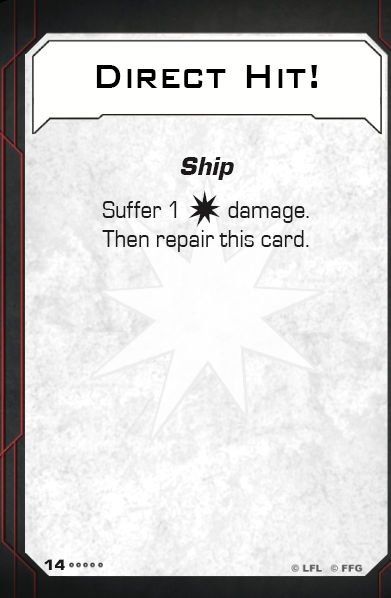 DIRECT HIT!
Ship
Suffer 1 damage.
Then repair this card.
14
© LFL © FFG